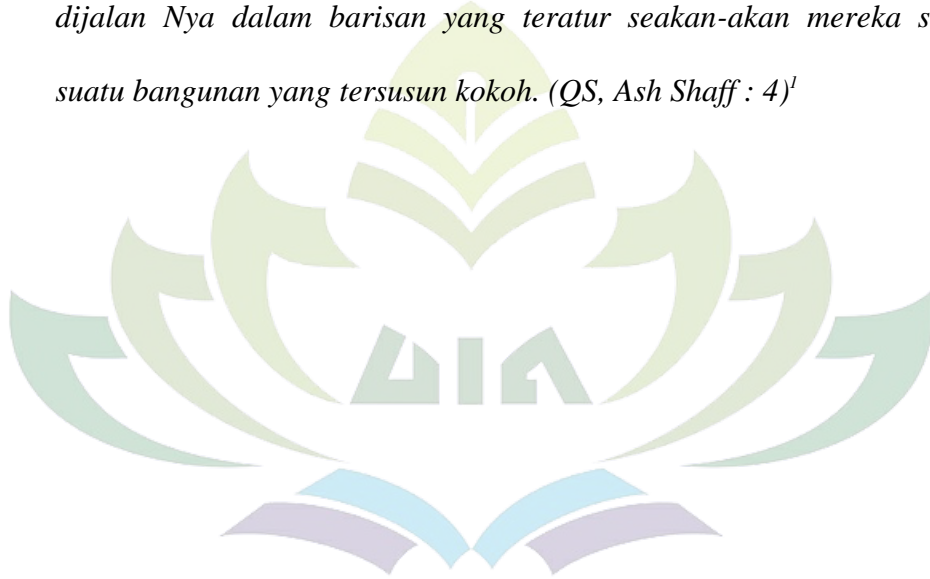 dijalan Nya dalam barisan yang teratur seakan-akan mereka
suatu bangunan yang tersusun kokoh. (QS, Ash Shaff : 4)¹
UIN